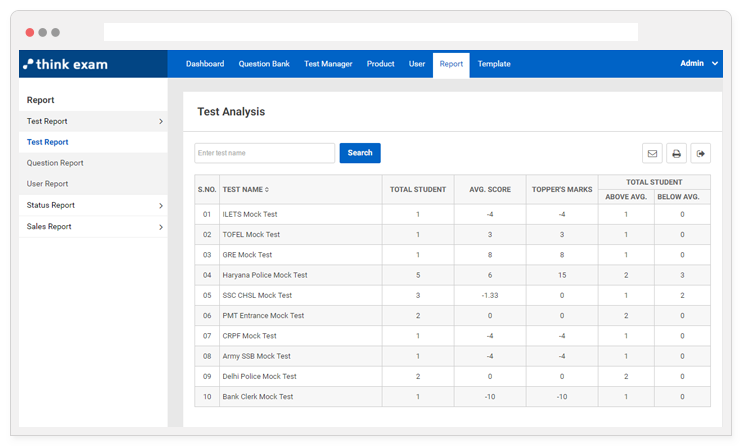 think exam
Dashboard Question Bank Test Manager Product User Report Template Admin
Report
Test Report
Test Report
Question Report
User Report
Status Report
Sales Report
Test Analysis
Enter test name Search
S.NO. TEST NAME TOTAL STUDENT AVG. SCORE TOPPER'S MARKS TOTAL STUDENT
ABOVE AVG. BELOW AVG.
01 ILETS Mock Test 1 -4 -4 1 0
02 TOFEL Mock Test 1 3 3 1 0
03 GRE Mock Test 1 8 8 1 0
04 Haryana Police Mock Test 5 6 15 2 3
05 SSC CHSL Mock Test 3 -1.33 0 1 2
06 PMT Entrance Mock Test 2 0 0 2 0
07 CRPF Mock Test 1 -4 -4 1 0
08 Army SSB Mock Test 1 -4 -4 1 0
09 Delhi Police Mock Test 2 0 0 2 0
10 Bank Clerk Mock Test 1 -10 -10 1 0